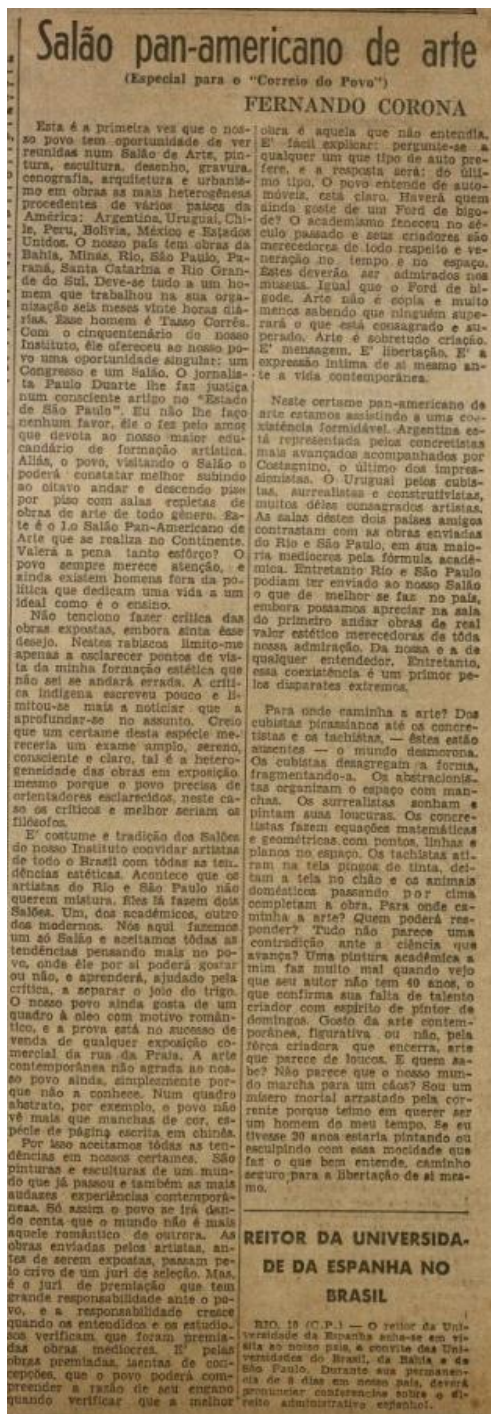 Salão pan-americano de arte
(Especial para o "Correio do Povo")
FERNANDO CORONA
Esta é a primeira vez que o nos-
so povo tem oportunidade de ver
reunidas num Salão de Arte, pin-
tura, escultura, desenho, gravura,
cenografia, arquitetura e urbanis-
mo em obras as mais heterogêneas
procedentes de vários países da
América: Argentina, Uruguai, Chi-
le, Peru, Bolívia, México e Estados
Unidos. O nosso país tem obras da
Bahia, Minas, Rio, São Paulo, Pa-
raná, Santa Catarina e Rio Gran-
de do Sul. Deve-se tudo a um ho-
mem que trabalhou na sua orga-
nização seis meses vinte horas diá-
rias. Esse homem é Tasso Corrêa.
Com o cinquentenário do nosso
Instituto, êle ofereceu ao nosso po-
vo uma oportunidade singular: um
Congresso e um Salão. O jornalis-
ta Paulo Duarte lhe faz justiça
num consciente artigo no "Estado
de São Paulo". Eu não lhe faço
nenhum favor, êle o fez pelo amor
que devota ao nosso maior edu-
candário de formação artística.
Aliás, o povo, visitando o Salão o
poderá constatar melhor subindo
ao oitavo andar e descendo piso
por piso com salas repletas de
obras de arte de todo gênero. Es-
te é o 1.o Salão Pan-Americano de
Arte que se realiza no Continente.
Valerá a pena tanto esfôrço? O
povo sempre merece atenção, e
ainda existem homens fora da po-
lítica que dedicam uma vida a um
ideal como é o ensino.
Não tenciono fazer crítica das
obras expostas, embora sinta êsse
desejo. Nestes rabiscos limito-me
apenas a esclarecer pontos de vis-
ta da minha formação estética que
não sei se andará errada. A críti-
ca indígena escreveu pouco e li-
mitou-se mais a noticiar que a
aprofundar-se no assunto. Creio
que um certame desta espécie me-
receria um exame amplo, sereno,
consciente e claro, tal é a hetero-
geneidade das obras em exposição
mesmo porque o povo precisa de
orientadores esclarecidos, neste ca-
so os críticos e melhor seriam os
filósofos.
E' costume e tradição dos Salões
do nosso Instituto convidar artistas
de todo o Brasil com tôdas as ten-
dências estéticas. Acontece que os
artistas do Rio e São Paulo não
querem mistura. Eles lá fazem dois
Salões. Um, dos acadêmicos, outro
dos modernos. Nós aqui fazemos
um só Salão e aceitamos tôdas as
tendências pensando mais no po-
vo, onde êle por si poderá gostar
ou não, e aprenderá, ajudado pela
crítica, a separar o joio do trigo.
O nosso povo ainda gosta de um
quadro à óleo com motivo român-
tico, e a prova está no sucesso de
venda de qualquer exposição co-
mercial da rua da Praia. A arte
contemporânea não agrada ao nos-
so povo ainda, simplesmente por-
que não a conhece. Num quadro
abstrato, por exemplo, o povo não
vê mais que manchas de cor, es-
pécie de página escrita em chinês.
Por isso aceitamos tôdas as ten-
dências em nossos certames. São
pinturas e esculturas de um mun-
do que já passou e também as mais
audazes experiências contemporâ-
neas. Só assim o povo se irá dan-
do conta que o mundo não é mais
aquele romântico de outrora. As
obras enviadas pelos artistas, an-
tes de serem expostas, passam pe-
lo crivo de um juri de seleção. Mas,
é o juri de premiação que tem
grande responsabilidade ante o po-
vo, e a responsabilidade cresce
quando os entendidos e os estudio-
sos verificam que foram premia-
das obras medíocres. E' pelas
obras premiadas, isentas de con-
cepções, que o povo poderá com-
preender a razão de seu engano
quando verificar que a melhor
obra é aquela que não entendia.
E' fácil explicar: pergunte-se a
qualquer um que tipo de auto pre-
fere, e a resposta será: do últi-
mo tipo. O povo entende de auto-
móveis, está claro. Haverá quem
ainda goste de um Ford de bigo-
de? O academismo feneceu no sé-
culo passado e seus criadores são
merecedores de todo respeito e ve-
neração no tempo e no espaço.
Êstes deverão ser admirados nos
museus. Igual que o Ford de bi-
gode. Arte não é copia e muito
menos sabendo que ninguém supe-
rará o que está consagrado e su-
perado. Arte é sobretudo criação.
E' mensagem. E' libertação. E' a
expressão íntima de si mesmo an-
te a vida contemporânea.
Neste certame pan-americano de
arte estamos assistindo a uma coe-
xistência formidável. Argentina es-
tá representada pelos concretistas
mais avançados acompanhados por
Castagnino, o último dos impres-
sionistas. O Uruguai pelos cubis-
tas, surrealistas e construtivistas,
muitos dêles consagrados artistas.
As salas dêstes dois países amigos
contrastam com as obras enviadas
do Rio e São Paulo, em sua maio-
ria medíocres pela fórmula acadê-
mica. Entretanto Rio e São Paulo
podiam ter enviado ao nosso Salão
o que de melhor se faz no país,
embora possamos apreciar na sala
do primeiro andar obras de real
valor estético merecedoras de tôda
nossa admiração. Da nossa e a de
qualquer entendedor. Entretanto,
essa coexistência é um primor pe-
los disparates extremos.
Para onde caminha a arte? Dos
cubistas picassianos até os concre-
tistas e os tachistas, — êstes estão
ausentes — o mundo desmorona.
Os cubistas desagregam a forma,
fragmentando-a. Os abstracionis-
tas organizam o espaço com man-
chas. Os surrealistas sonham e
pintam suas loucuras. Os concre-
tistas fazem equações matemáticas
e geométricas com pontos, linhas e
planos no espaço. Os tachistas ati-
ram na tela pingos de tinta, dei-
tam a tela no chão e os animais
domésticos passando por cima
completam a obra. Para onde ca-
minha a arte? Quem poderá res-
ponder? Tudo não parece uma
contradição ante a ciência que
avança? Uma pintura acadêmica a
mim faz muito mal quando vejo
que seu autor não tem 40 anos, o
que confirma sua falta de talento
criador com espírito de pintor de
domingos. Gosto da arte contem-
porânea, figurativa ou não, pela
fôrça criadora que encerra, arte
que parece de loucos. E quem sa-
be? Não parece que o nosso mun-
do marcha para um cáos? Sou um
mísero mortal arrastado pela cor-
rente porque teimo em querer ser
um homem do meu tempo. Se eu
tivesse 20 anos estaria pintando ou
esculpindo com essa mocidade que
faz o que bem entende, caminho
seguro para a libertação de si mes-
mo.
REITOR DA UNIVERSIDA-
DE DA ESPANHA NO
BRASIL
RIO, 10 (C.P.) — O reitor da Uni-
versidade da Espanha acha-se em vi-
sita ao nosso país, a convite das Uni-
versidades do Brasil, da Bahia e de
São Paulo. Durante sua permanen-
cia de 8 dias em nosso país, deverá
pronunciar conferencias sobre o di-
reito administrativo espanhol.